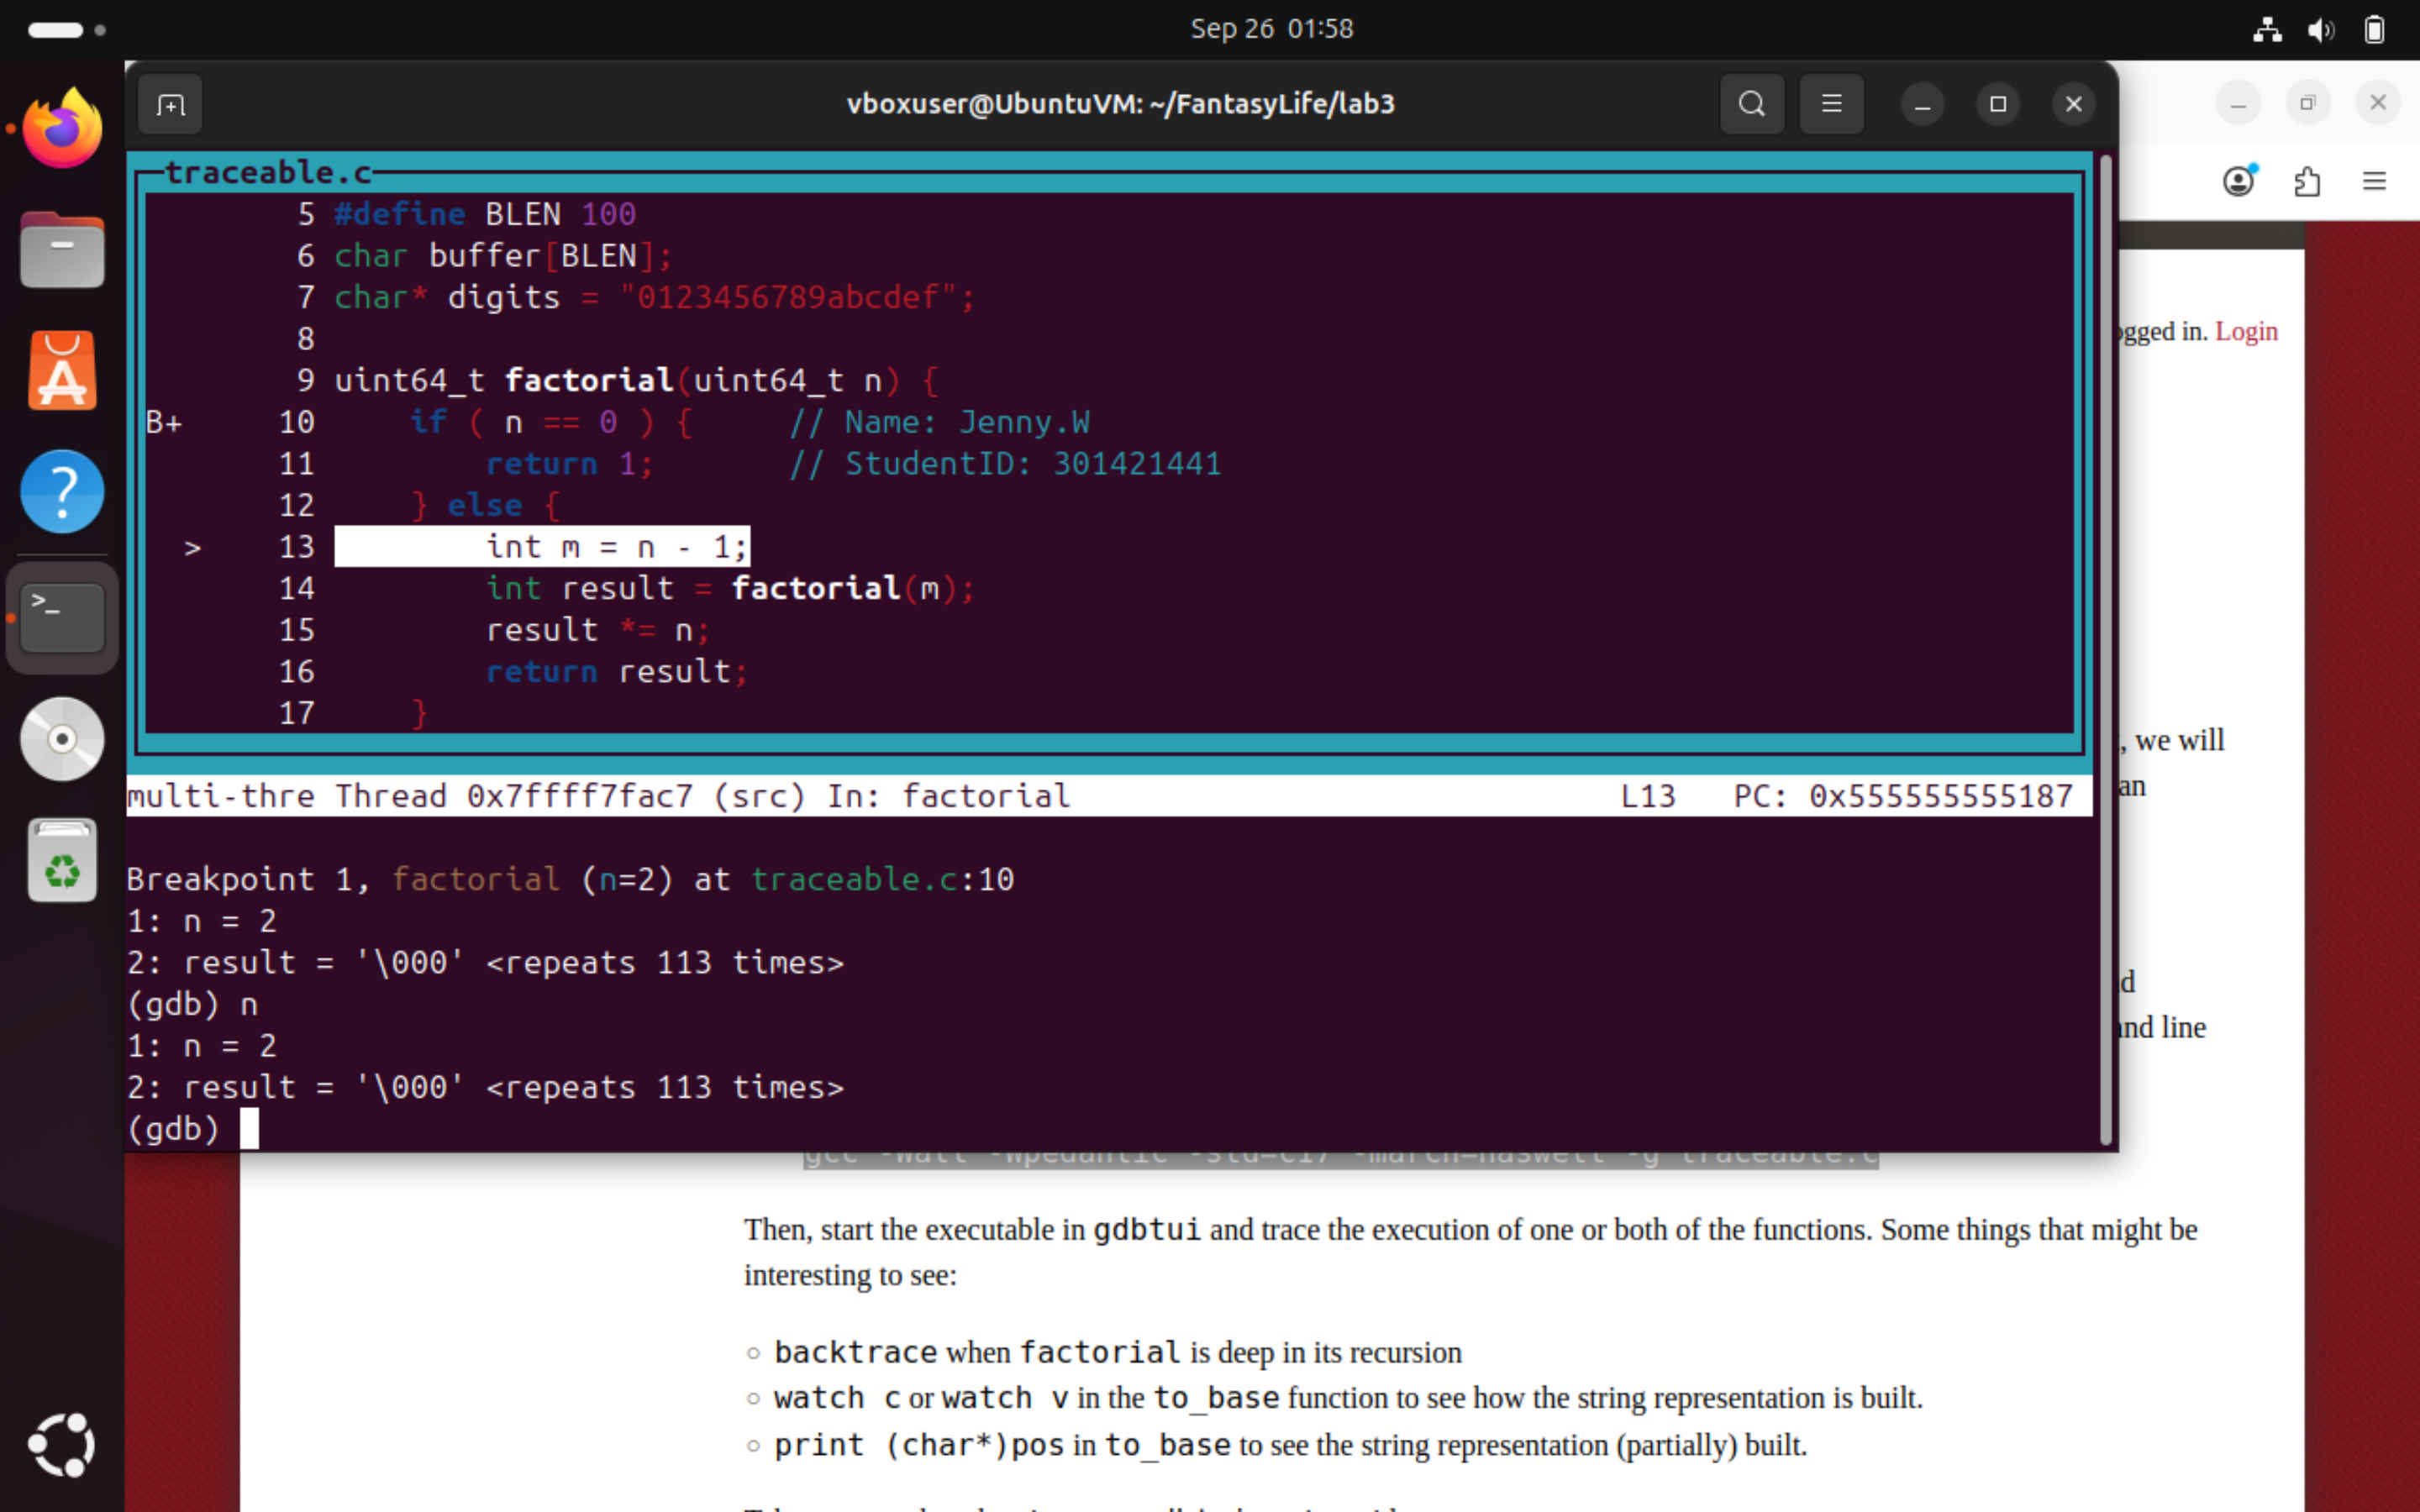 Sep 26 01:58
vboxuser@UbuntuVM: ~/FantasyLife/lab3
traceable.c
5 #define BLEN 100
6 char buffer[BLEN];
7 char* digits = "0123456789abcdef";
8
9 uint64_t factorial(uint64_t n) {
B+ 10 if ( n == 0 ) { // Name: Jenny.W
11 return 1; // StudentID: 301421441
12 } else {
> 13 int m = n - 1;
14 int result = factorial(m);
15 result *= n;
16 return result;
17 }
multi-thre Thread 0x7ffff7fac7 (src) In: factorial L13 PC: 0x555555555187
Breakpoint 1, factorial (n=2) at traceable.c:10
1: n = 2
2: result = '\000' <repeats 113 times>
(gdb) n
1: n = 2
2: result = '\000' <repeats 113 times>
(gdb)
in. Login
, we will
an
line
gcc -Wall -Wpedantic -std=c17 -march=haswell -g traceable.c
Then, start the executable in gdbtui and trace the execution of one or both of the functions. Some things that might be
interesting to see:
backtrace when factorial is deep in its recursion
watch c or watch v in the to_base function to see how the string representation is built.
print (char*)pos in to_base to see the string representation (partially) built.